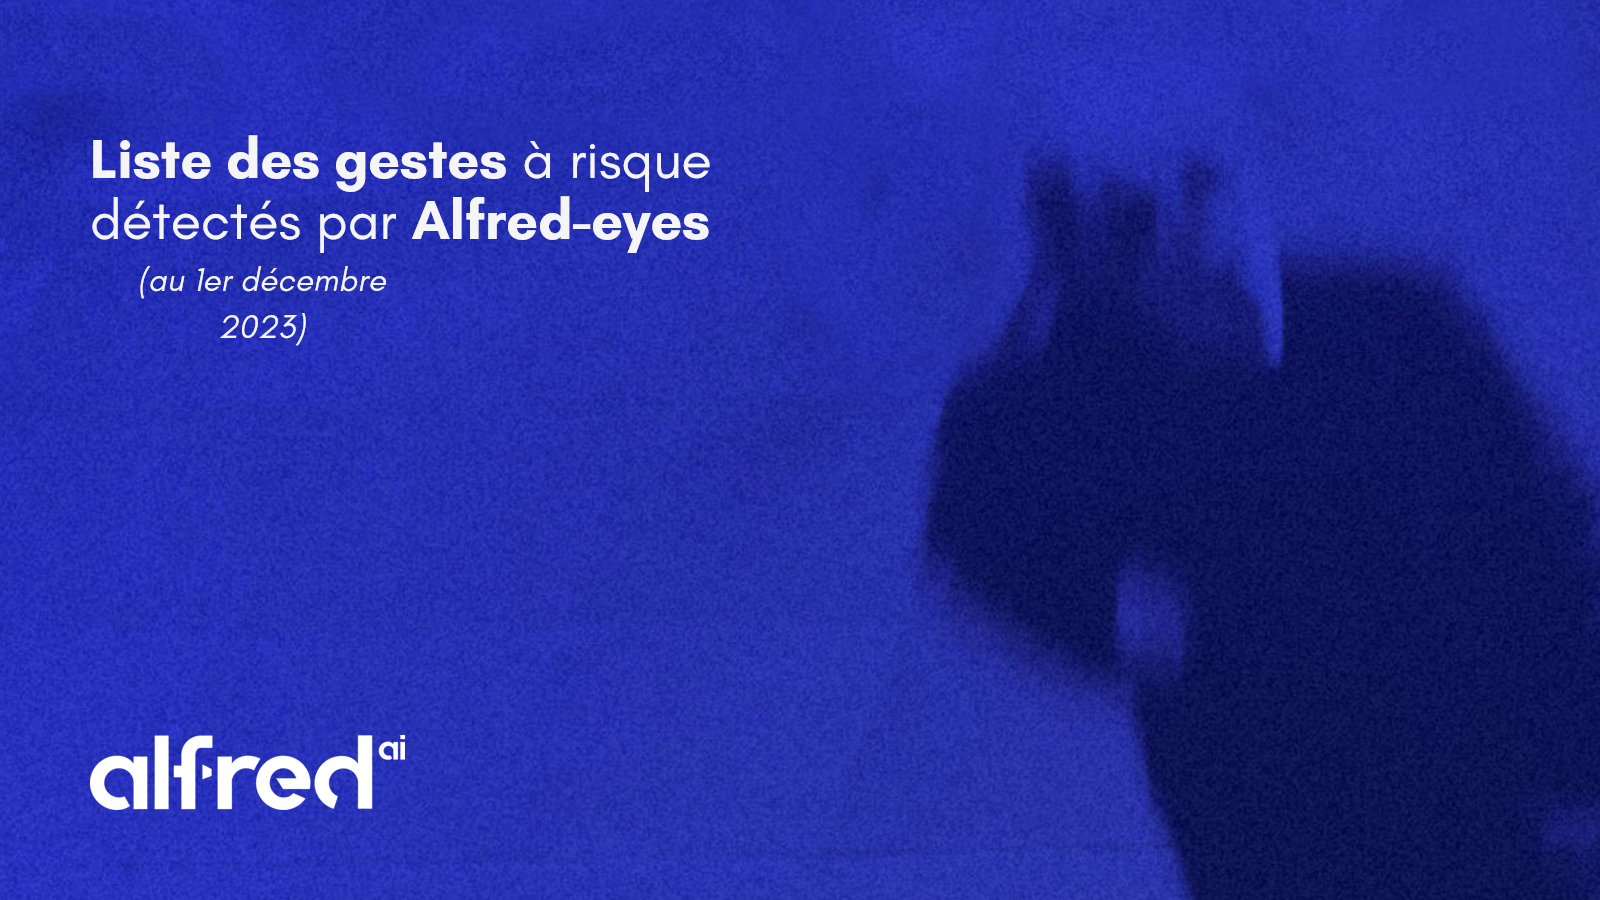 Liste des gestes à risque
détectés par Alfred-eyes
(au 1er décembre
2023)
alfred ai